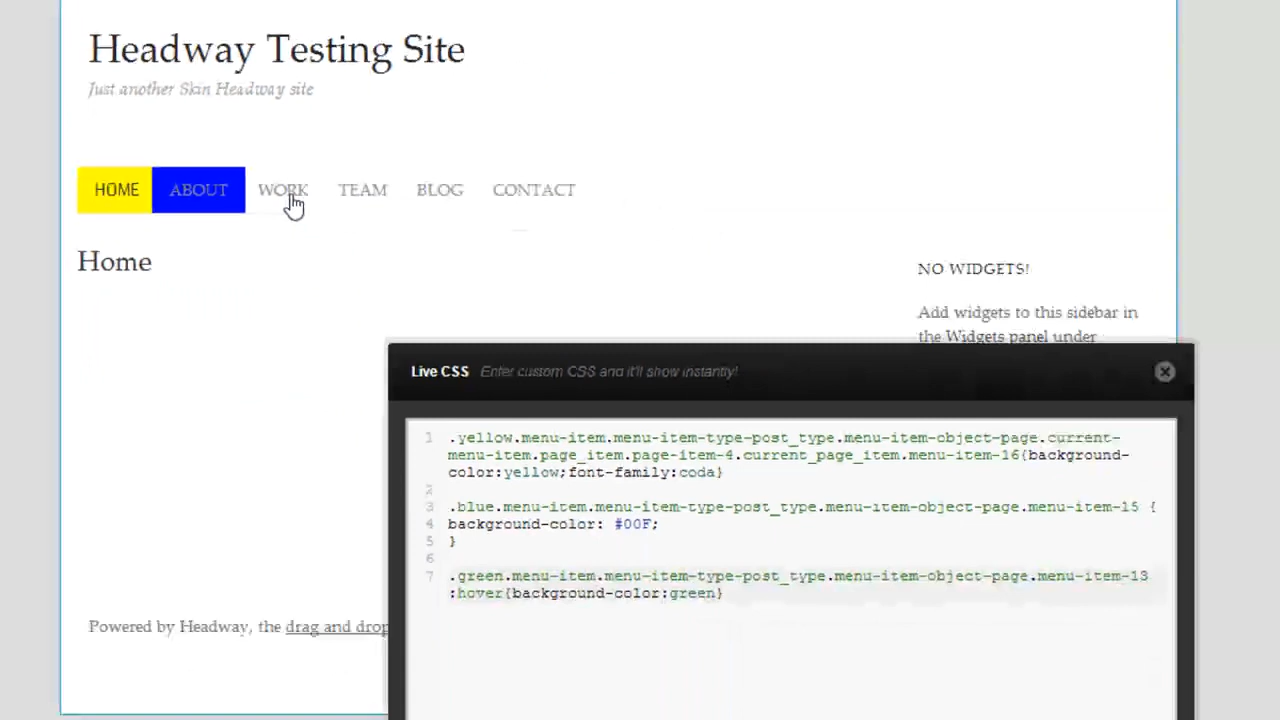 Headway Testing Site
Just another Skin Headway site
HOME ABOUT WORK TEAM BLOG CONTACT
Home
NO WIDGETS!
Add widgets to this sidebar in
the Widgets panel under
Live CSS Enter custom CSS and it'll show instantly!
1 .yellow.menu-item.menu-item-type-post_type.menu-item-object-page.current-
menu-item.page_item.page-item-4.current_page_item.menu-item-16{background-
color:yellow;font-family:coda}
2
3 .blue.menu-item.menu-item-type-post_type.menu-item-object-page.menu-item-15 {
4 background-color: #00F;
5 }
6
7 .green.menu-item.menu-item-type-post_type.menu-item-object-page.menu-item-13
:hover{background-color:green}
Powered by Headway, the drag and drop